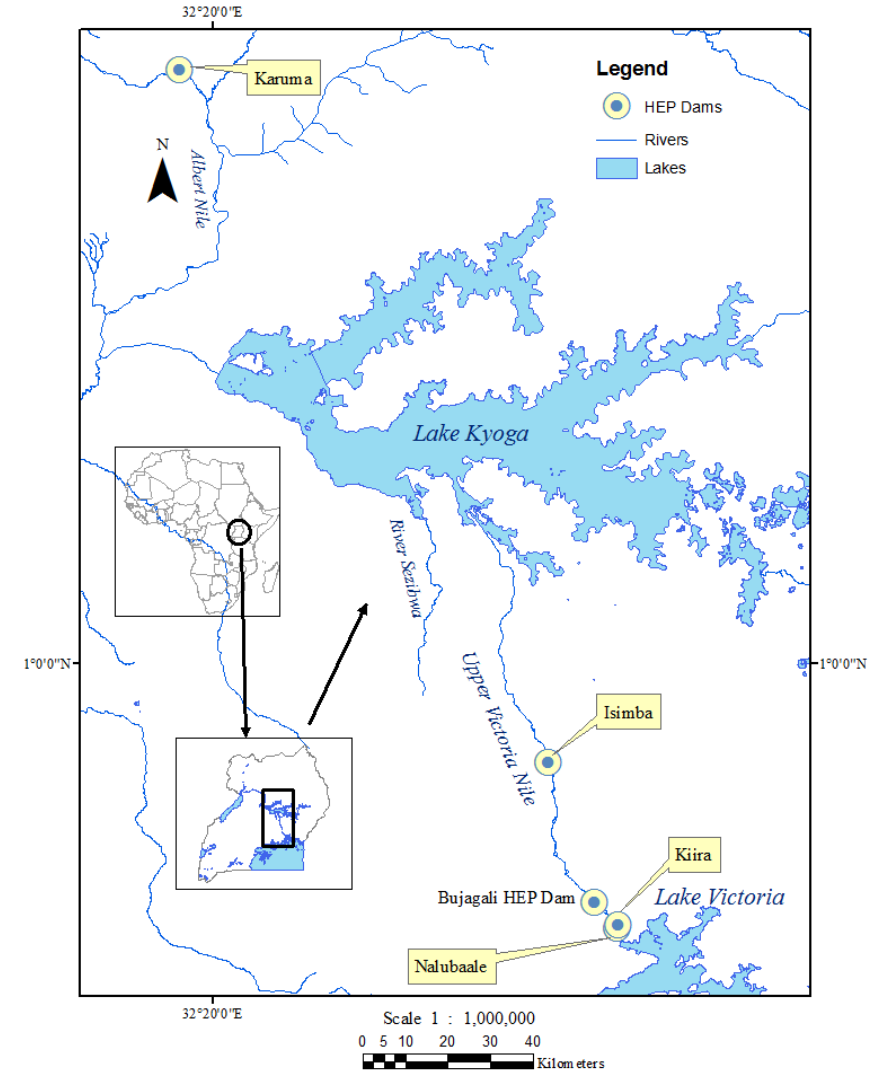 32°20'0"E
Karuma
Legend
HEP Dams
Rivers
Lakes
N
Albert Nile
Lake Kyoga
River Sezibwa
1°0'0"N
1°0'0"N
Upper Victoria Nile
Isimba
Kiira
Bujagali HEP Dam
Lake Victoria
Nalubaale
32°20'0"E
Scale 1 : 1,000,000
0 5 10 20 30 40
Kilometers